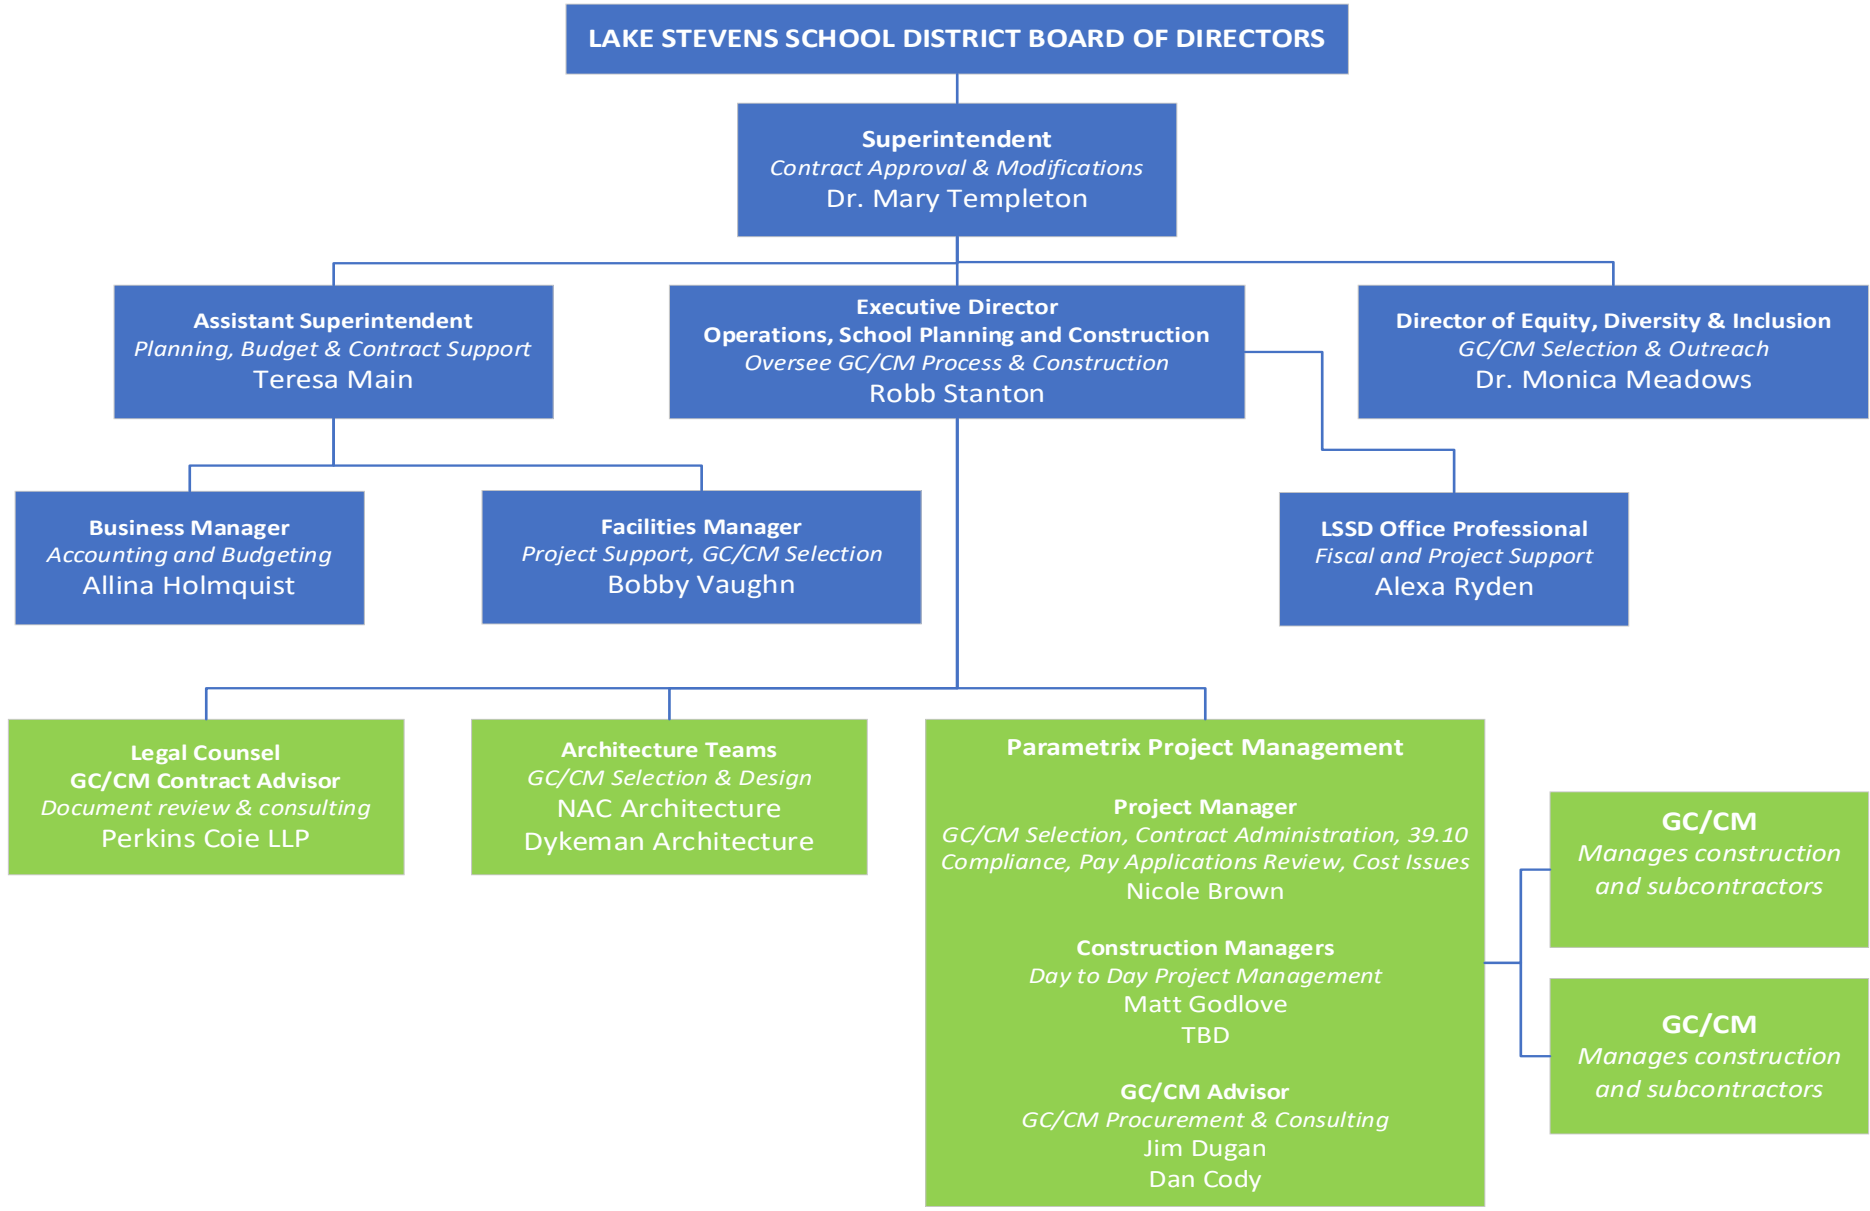 LAKE STEVENS SCHOOL DISTRICT BOARD OF DIRECTORS
Superintendent
Contract Approval & Modifications
Dr. Mary Templeton
Assistant Superintendent
Planning, Budget & Contract Support
Teresa Main
Executive Director
Operations, School Planning and Construction
Oversee GC/CM Process & Construction
Robb Stanton
Director of Equity, Diversity & Inclusion
GC/CM Selection & Outreach
Dr. Monica Meadows
Business Manager
Accounting and Budgeting
Allina Holmquist
Facilities Manager
Project Support, GC/CM Selection
Bobby Vaughn
LSSD Office Professional
Fiscal and Project Support
Alexa Ryden
Legal Counsel
GC/CM Contract Advisor
Document review & consulting
Perkins Coie LLP
Architecture Teams
GC/CM Selection & Design
NAC Architecture
Dykeman Architecture
Parametrix Project Management
Project Manager
GC/CM Selection, Contract Administration, 39.10
Compliance, Pay Applications Review, Cost Issues
Nicole Brown
Construction Managers
Day to Day Project Management
Matt Godlove
TBD
GC/CM Advisor
GC/CM Procurement & Consulting
Jim Dugan
Dan Cody
GC/CM
Manages construction
and subcontractors
GC/CM
Manages construction
and subcontractors